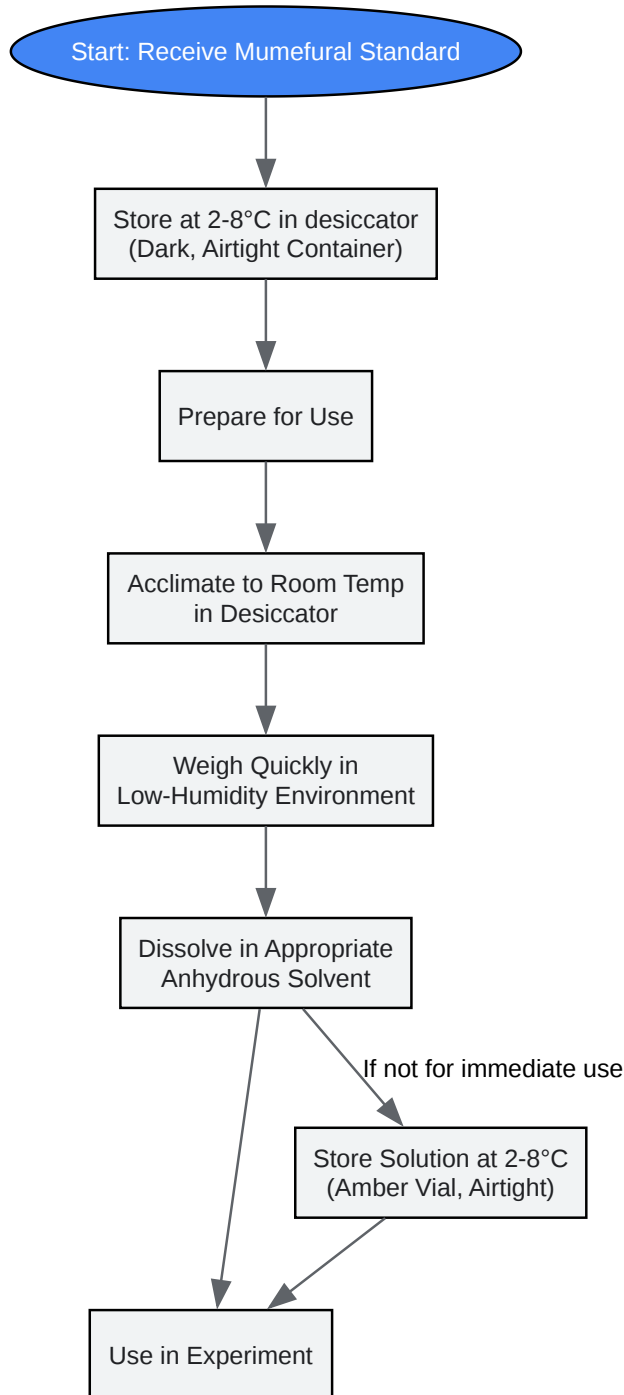 Start: Receive Mumefural Standard
Store at 2-8°C in desiccator
(Dark, Airtight Container)
Prepare for Use
Acclimate to Room Temp
in Desiccator
Weigh Quickly in
Low-Humidity Environment
Dissolve in Appropriate
Anhydrous Solvent
If not for immediate use
Store Solution at 2-8°C
(Amber Vial, Airtight)
Use in Experiment